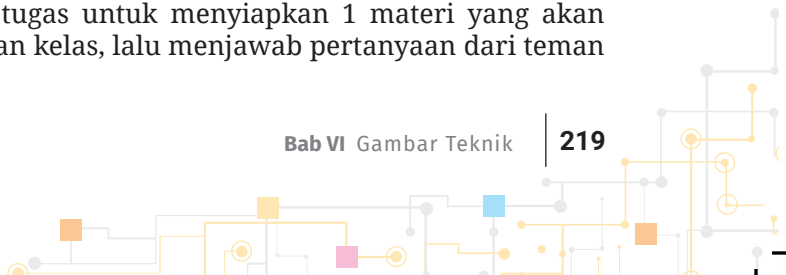 tugas untuk menyiapkan 1 materi yang akan
an kelas, lalu menjawab pertanyaan dari teman
Bab VI Gambar Teknik 219